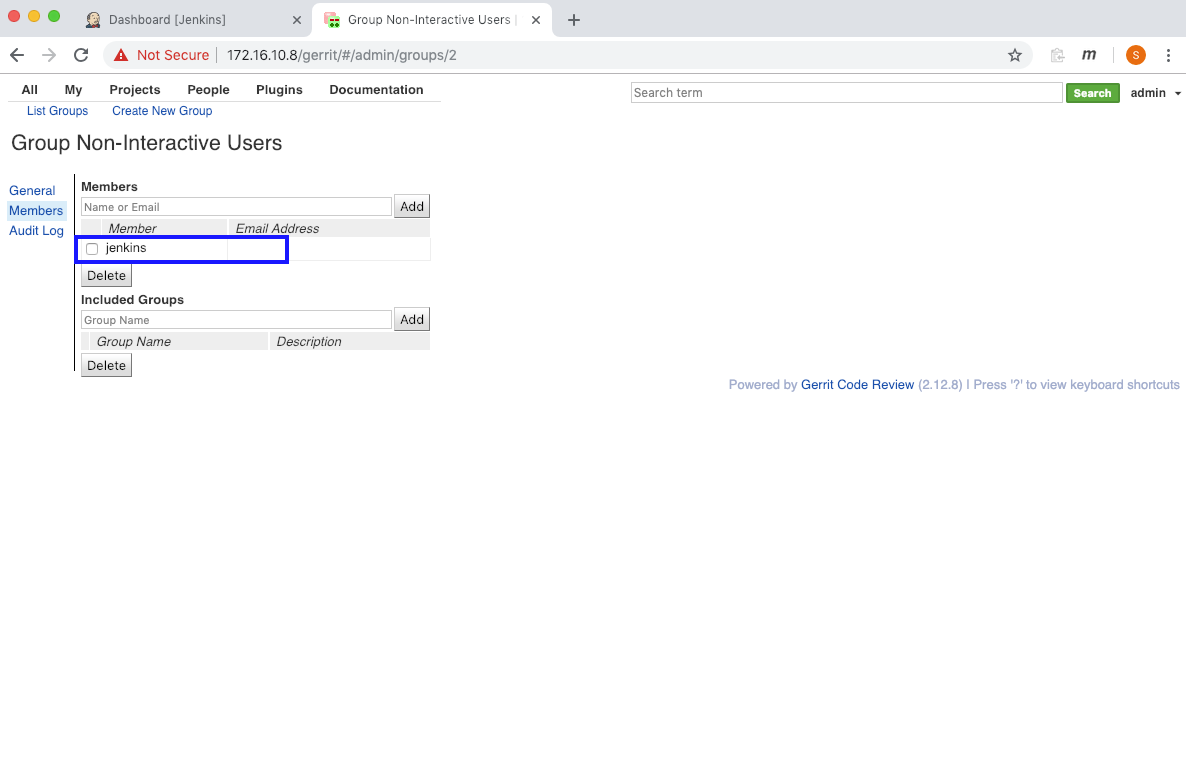 Dashboard [Jenkins]
Group Non-Interactive Users
Not Secure 172.16.10.8/gerrit/#/admin/groups/2
m
S
All My Projects People Plugins Documentation
Search term
Search
admin
List Groups Create New Group
Group Non-Interactive Users
General
Members
Audit Log
Members
Name or Email
Add
Member Email Address
jenkins
Delete
Included Groups
Group Name
Add
Group Name Description
Delete
Powered by Gerrit Code Review (2.12.8) | Press '?' to view keyboard shortcuts